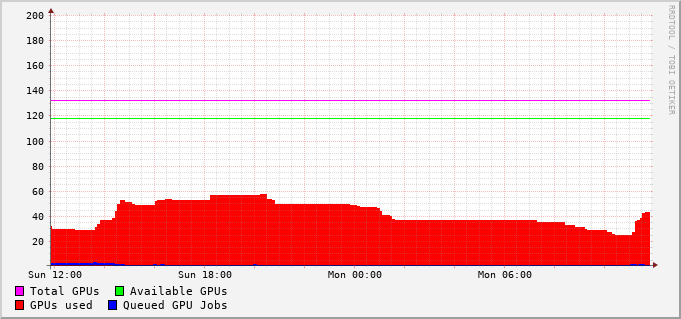 200
180
160
140
120
100
80
60
40
20
Sun 12:00 Sun 18:00 Mon 00:00 Mon 06:00
Total GPUs Available GPUs
GPUs used Queued GPU Jobs
RRDTOOL / TOBI OETIKER